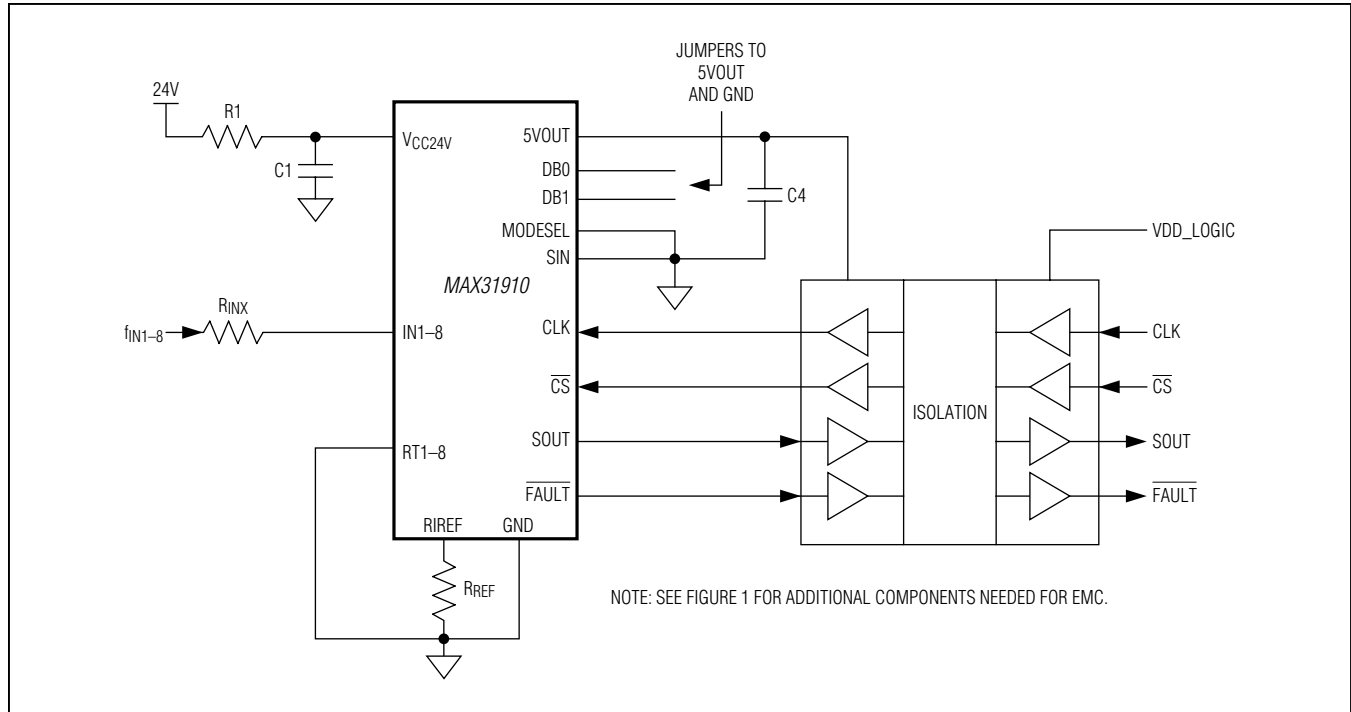 JUMPERS TO
5VOUT
AND GND
24V
R1
C1
VCC24V
5VOUT
DB0
DB1
MODESEL
SIN
C4
VDD_LOGIC
MAX31910
RINX
fIN1–8
IN1–8
CLK
CS
SOUT
FAULT
RT1–8
RIREF
GND
RREF
ISOLATION
CLK
CS
SOUT
FAULT
NOTE: SEE FIGURE 1 FOR ADDITIONAL COMPONENTS NEEDED FOR EMC.